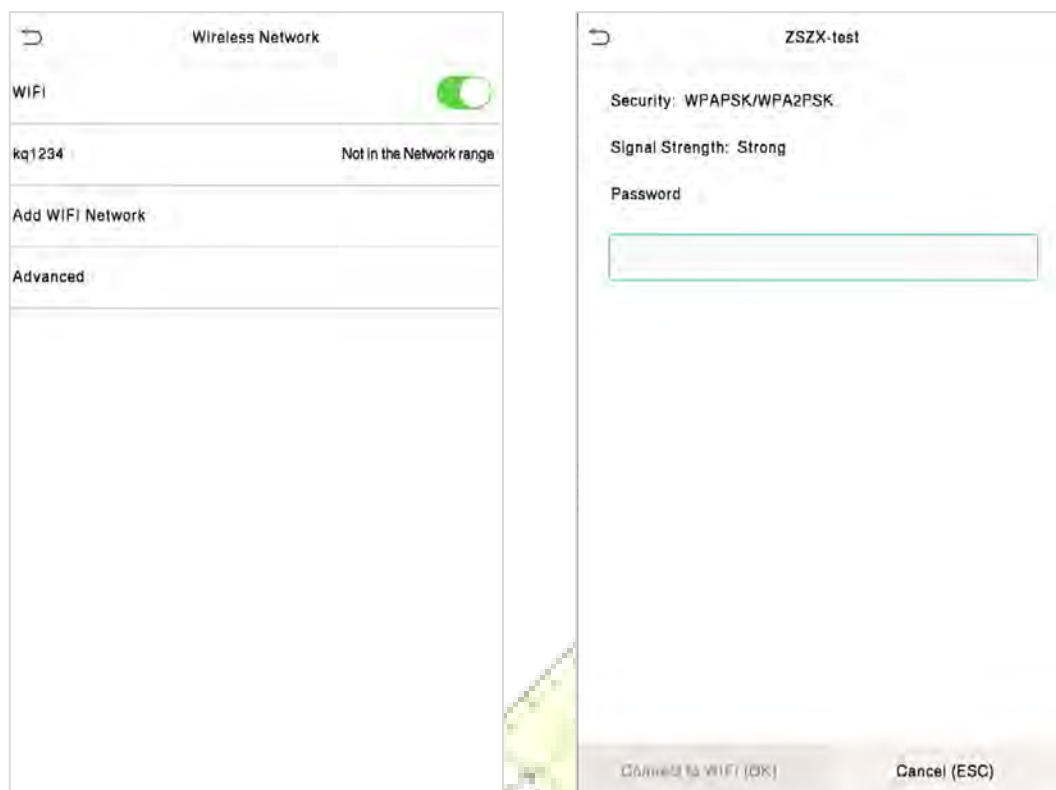 Wireless Network
WIFI
kq1234 Not in the Network range
Add WIFI Network
Advanced
ZSZX-test
Security: WPAPSK/WPA2PSK
Signal Strength: Strong
Password
Connect to WIFI (OK) Cancel (ESC)